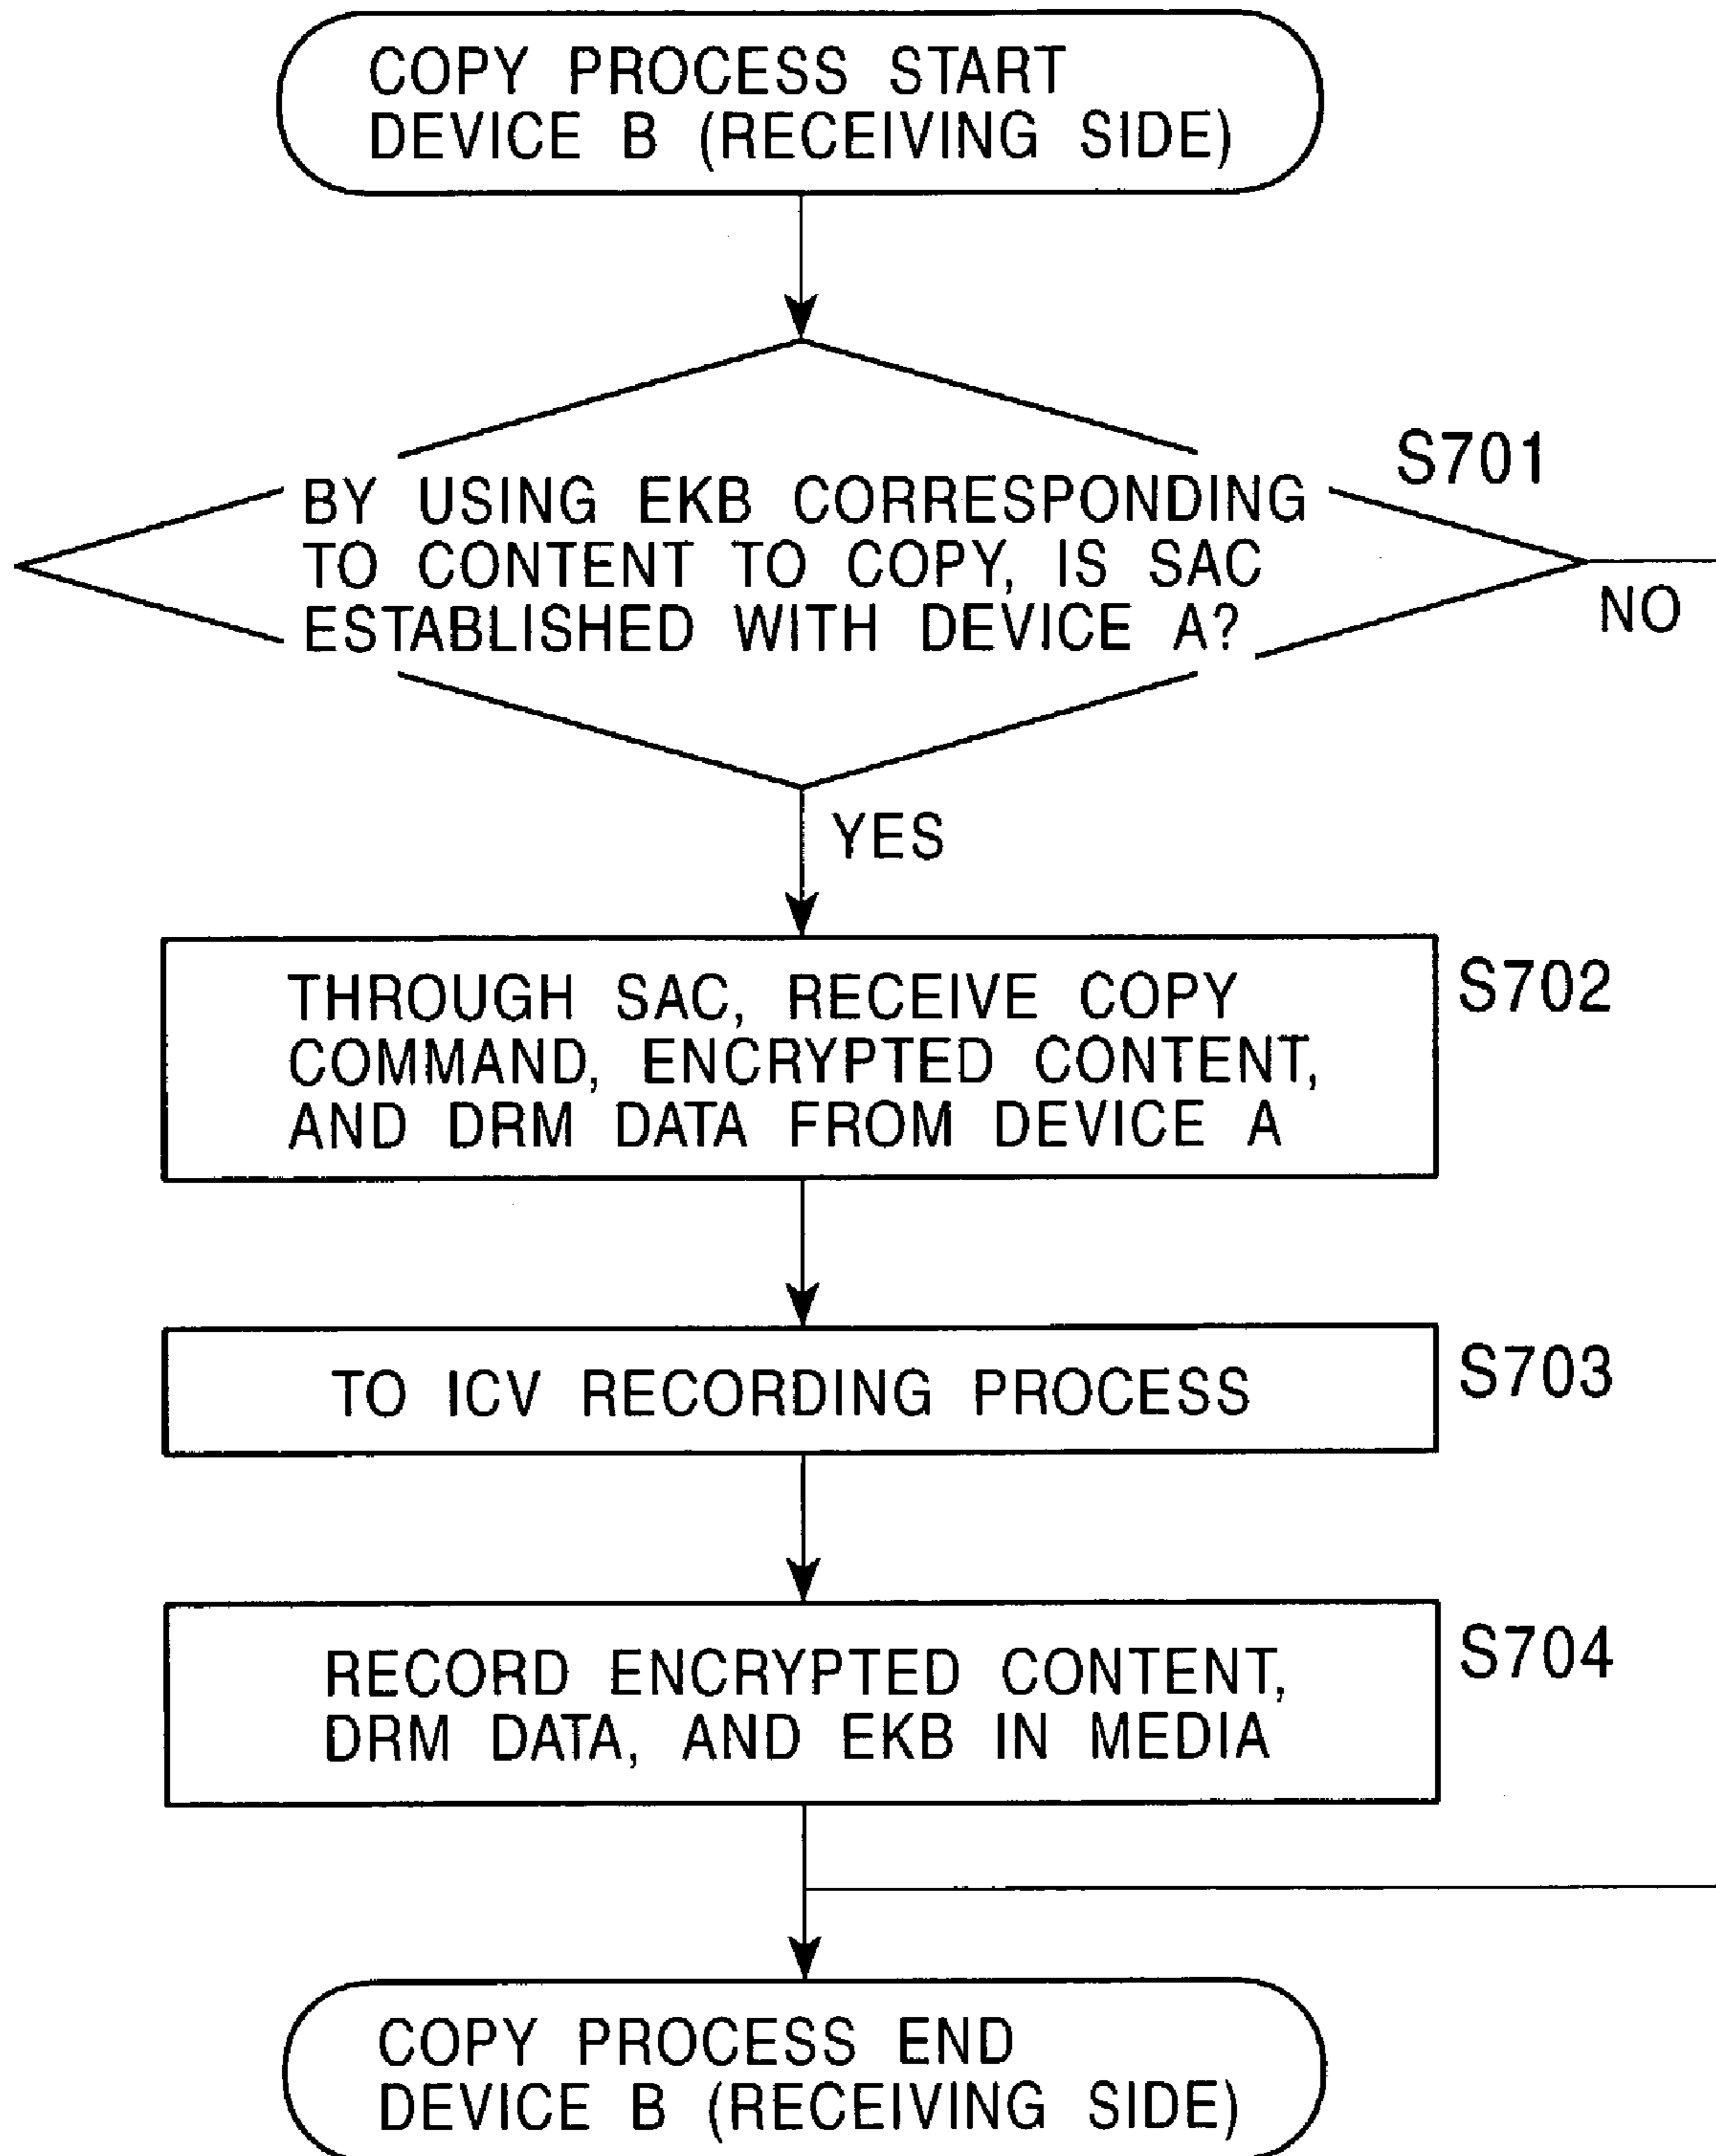 COPY PROCESS START
DEVICE B (RECEIVING SIDE)
S701
BY USING EKB CORRESPONDING
TO CONTENT TO COPY, IS SAC
ESTABLISHED WITH DEVICE A?
NO
YES
S702
THROUGH SAC, RECEIVE COPY
COMMAND, ENCRYPTED CONTENT,
AND DRM DATA FROM DEVICE A
S703
TO ICV RECORDING PROCESS
S704
RECORD ENCRYPTED CONTENT,
DRM DATA, AND EKB IN MEDIA
COPY PROCESS END
DEVICE B (RECEIVING SIDE)